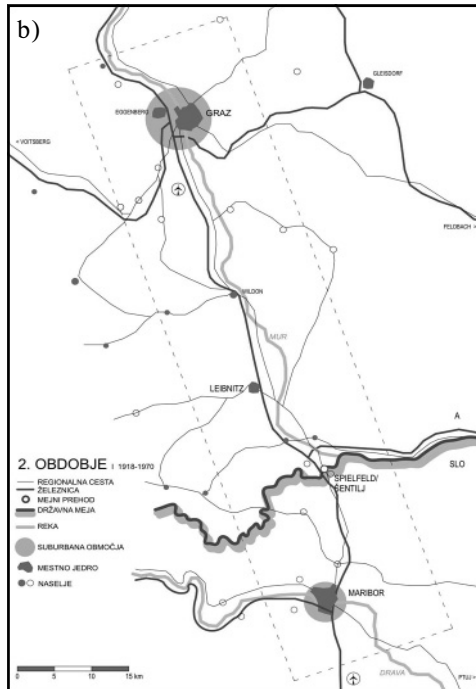 b)
GLEISDORF
EGGENBERG
GRAZ
« VOITSBERG
FELDBACH »
WILDON
MUR
LEIBNITZ
A
SLO
SPIELFELD/
ŠENTILJ
2. OBDOBJE | 1918-1970
REGIONALNA CESTA
ŽELEZNICA
MEJNI PREHOD
DRŽAVNA MEJA
REKA
SUBURBANA OBMOČJA
MESTNO JEDRO
NASELJE
MARIBOR
DRAVA
PTUJ »
0 5 10 15 km